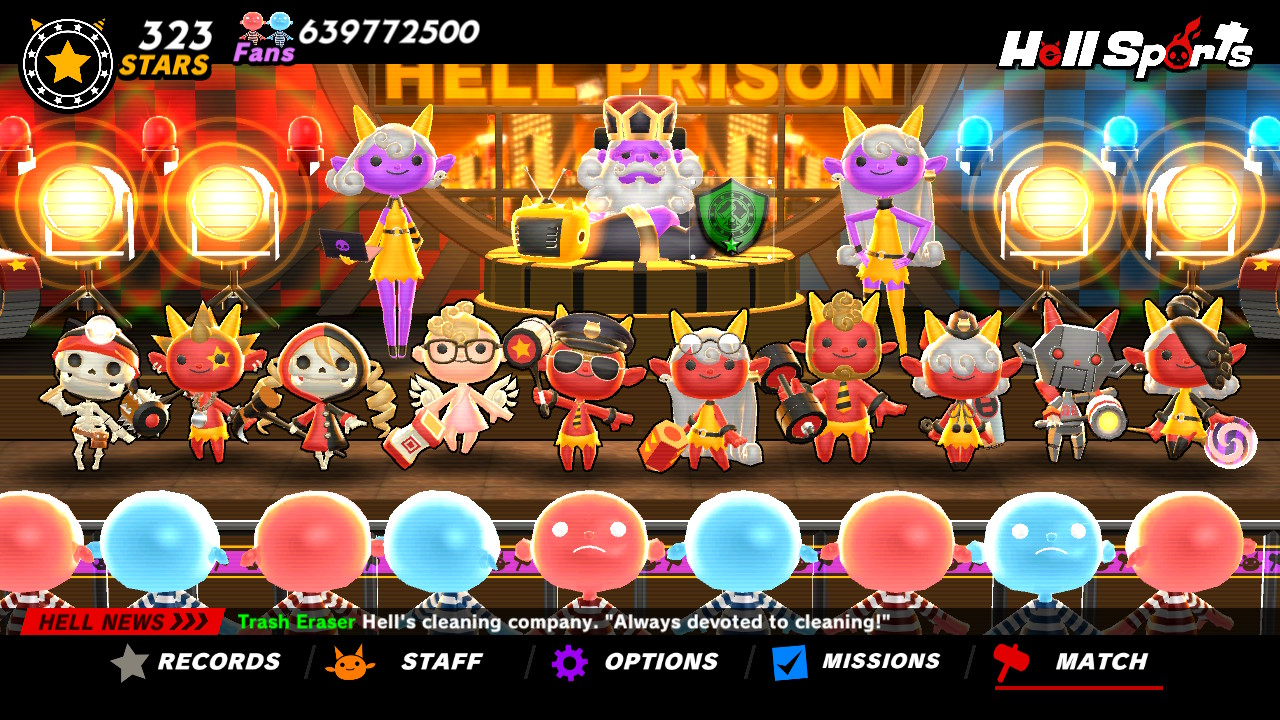 323
STARS
Fans
639772500
Hell Sports
HELL PRISON
HELL NEWS
Trash Eraser Hell's cleaning company. "Always devoted to cleaning!"
RECORDS
STAFF
OPTIONS
MISSIONS
MATCH